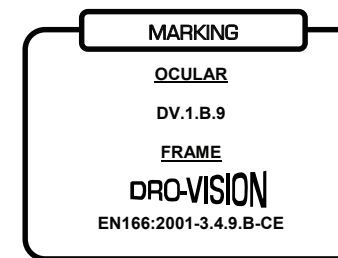 MARKING
OCULAR
DV.1.B.9
FRAME
DRO-VISION
EN166:2001-3.4.9.B-CE